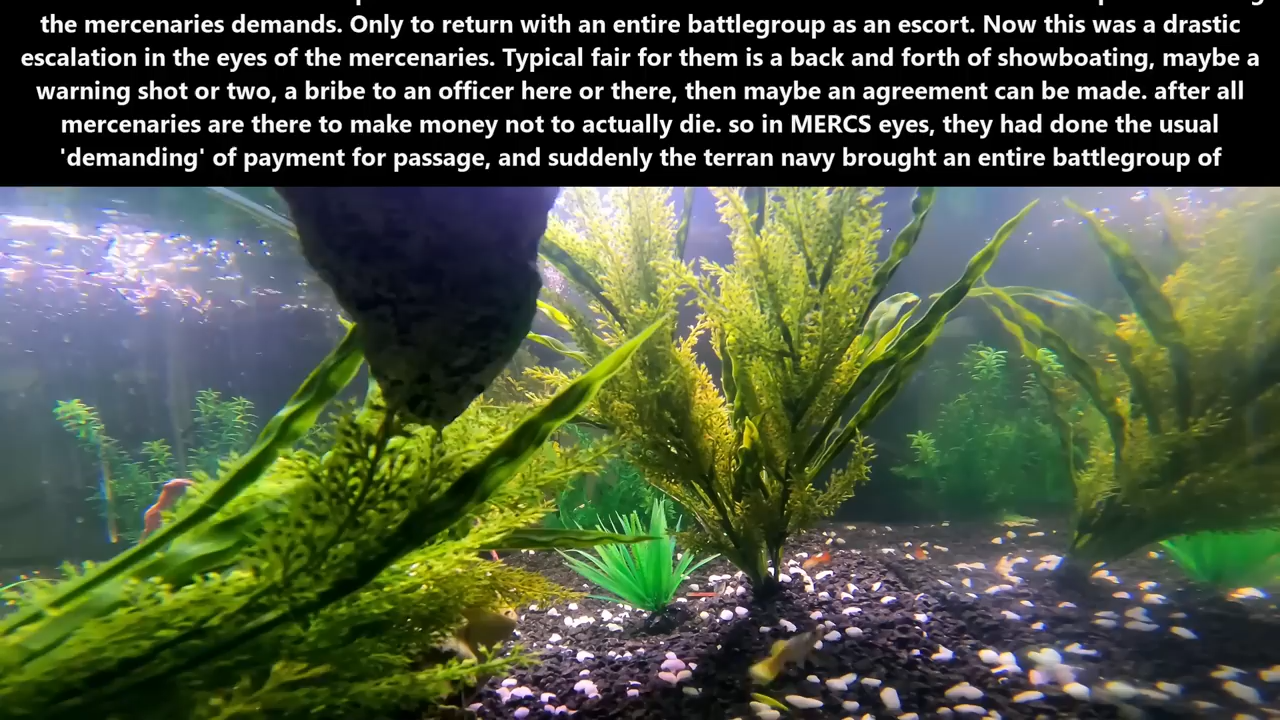 the mercenaries demands. Only to return with an entire battlegroup as an escort. Now this was a drastic
escalation in the eyes of the mercenaries. Typical fair for them is a back and forth of showboating, maybe a
warning shot or two, a bribe to an officer here or there, then maybe an agreement can be made. after all
mercenaries are there to make money not to actually die. so in MERCS eyes, they had done the usual
'demanding' of payment for passage, and suddenly the terran navy brought an entire battlegroup of